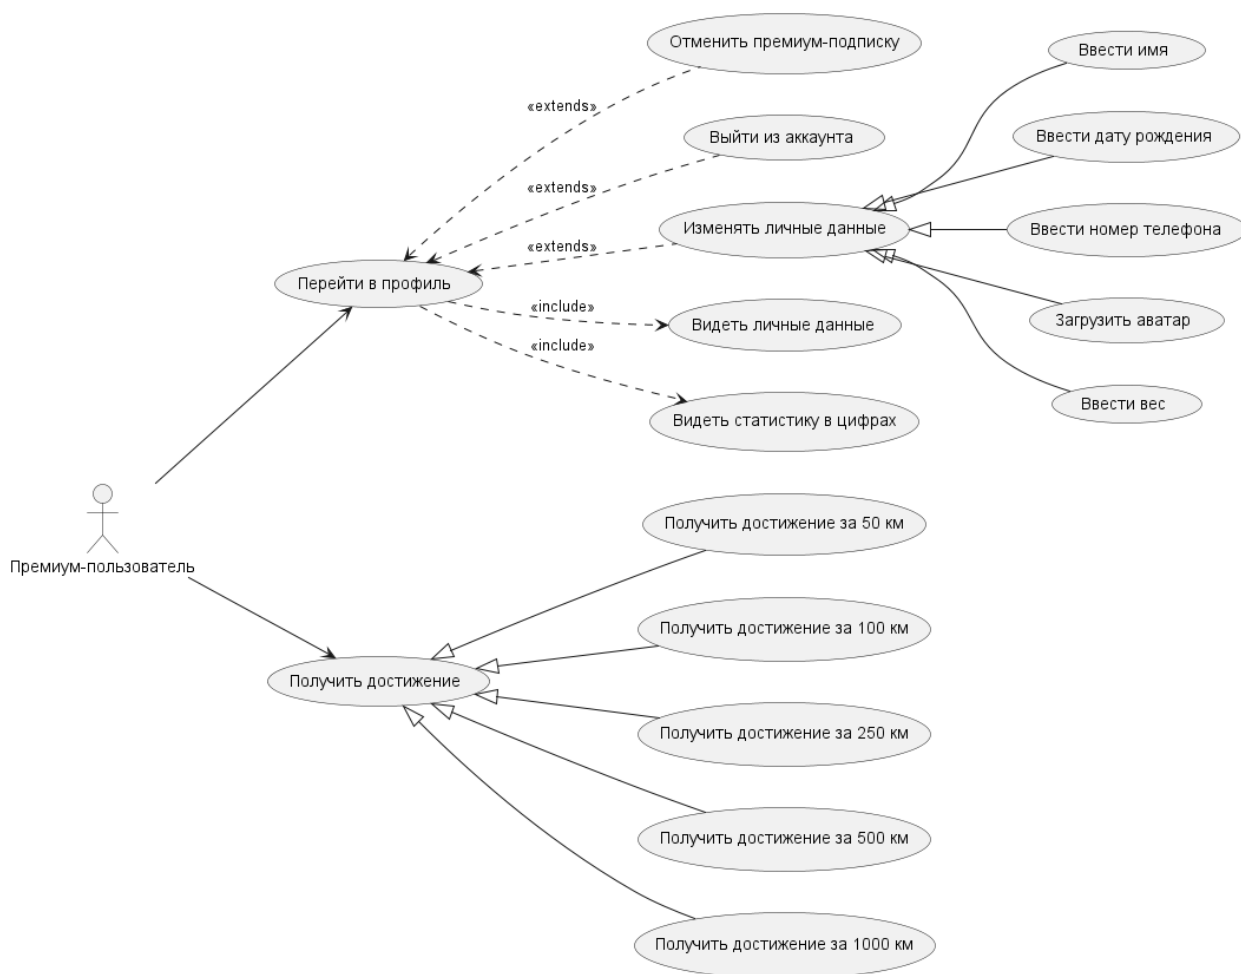 Отменить премиум-подписку
Ввести имя
«extends»
Выйти из аккаунта
Ввести дату рождения
«extends»
Изменять личные данные
Ввести номер телефона
«extends»
Перейти в профиль
«include»
Видеть личные данные
Загрузить аватар
«include»
Ввести вес
Видеть статистику в цифрах
Получить достижение за 50 км
Премиум-пользователь
Получить достижение за 100 км
Получить достижение
Получить достижение за 250 км
Получить достижение за 500 км
Получить достижение за 1000 км